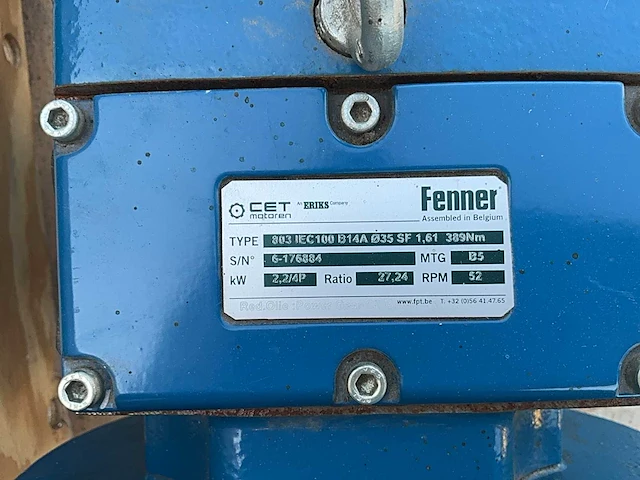 CET motoren An ERIKS Company Fenner
Assembled in Belgium
TYPE 803 IEC100 B14A Ø35 SF 1,61 389Nm
S/N° 6-176884 MTG B5
kW 2,2/4P Ratio 27,24 RPM 52
www.fpt.be T. +32 (0)56 41.47.65